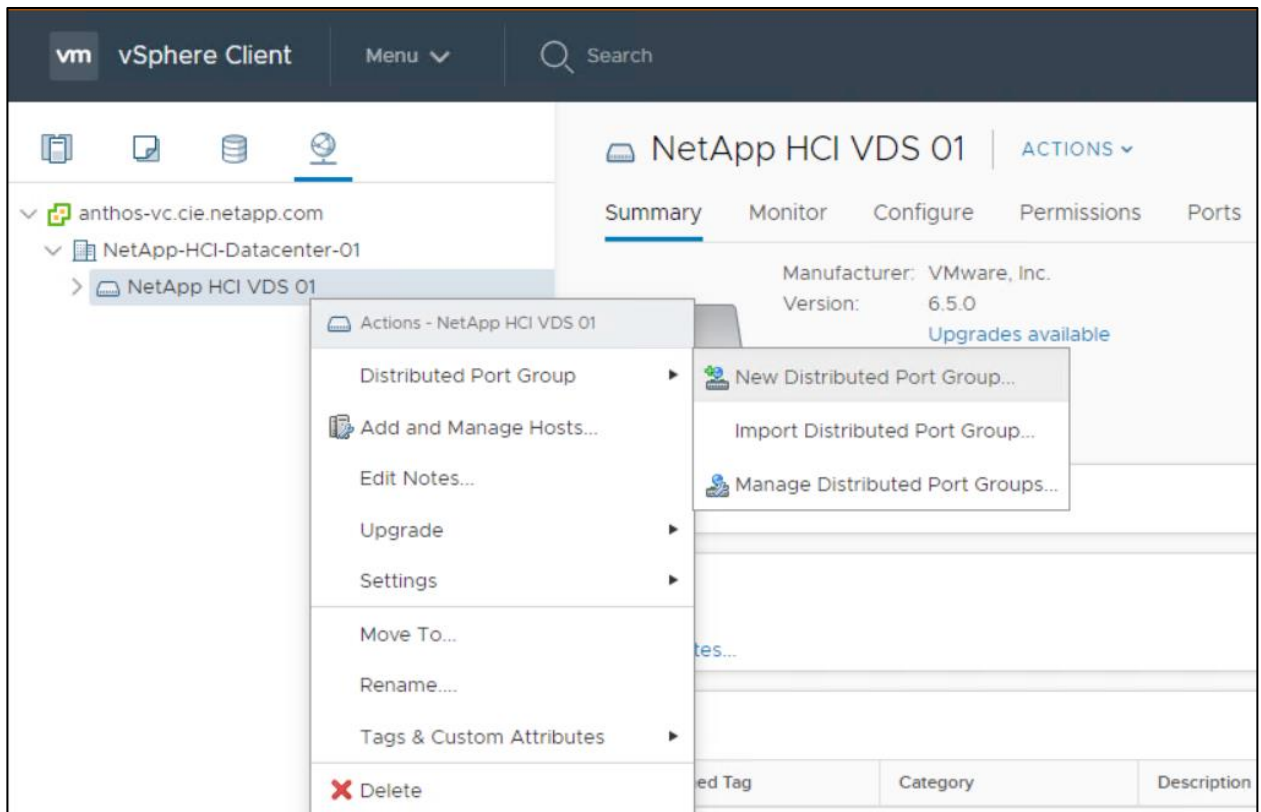 vm vSphere Client Menu Search
NetApp HCI VDS 01 ACTIONS
anthos-vc.cie.netapp.com
NetApp-HCI-Datacenter-01
NetApp HCI VDS 01
Summary Monitor Configure Permissions Ports
Manufacturer: VMware, Inc.
Version: 6.5.0
Upgrades available
Actions - NetApp HCI VDS 01
Distributed Port Group
Add and Manage Hosts...
Edit Notes...
Upgrade
Settings
Move To...
Rename....
Tags & Custom Attributes
Delete
New Distributed Port Group...
Import Distributed Port Group...
Manage Distributed Port Groups...
tes...
ed Tag Category Description